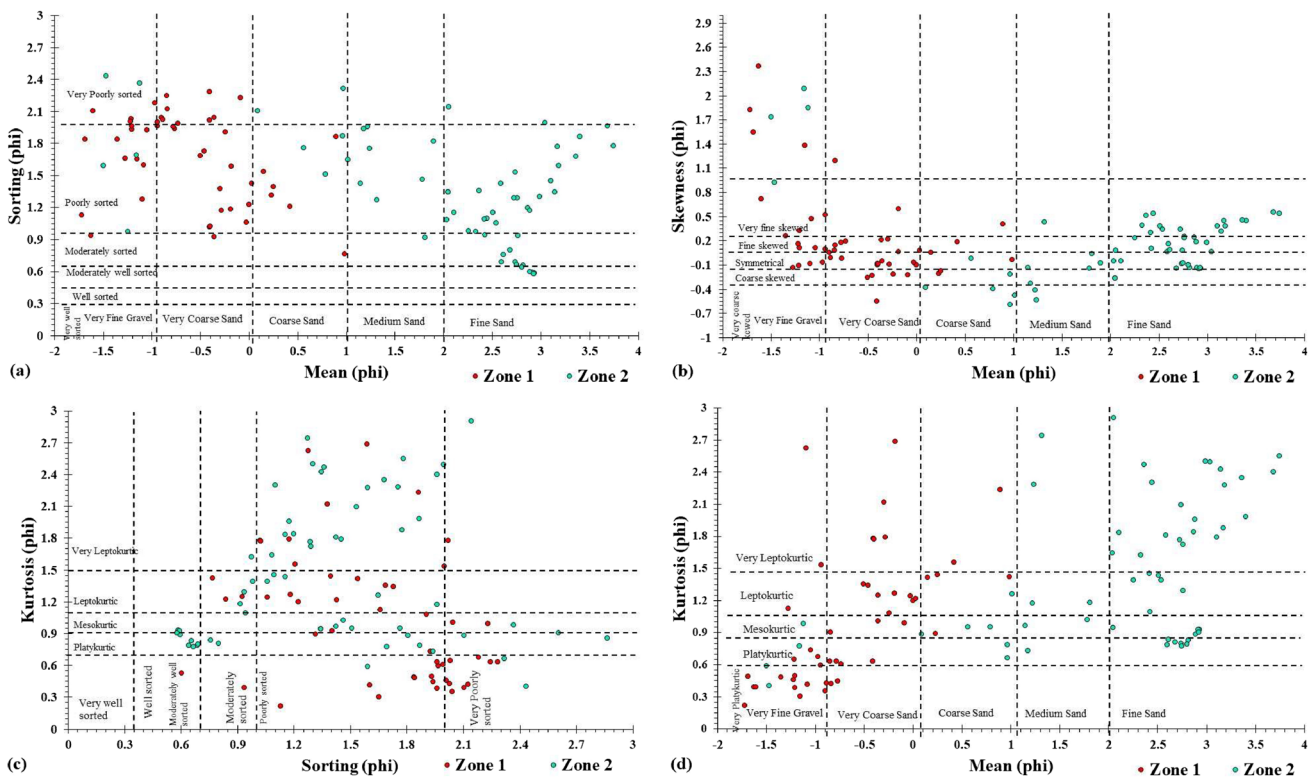 3
2.7
2.4
2.1
1.8
1.5
1.2
0.9
0.6
0.3
0
Sorting (phi)
Very Poorly sorted
Poorly sorted
Moderately sorted
Moderately well sorted
Well sorted
Very well
sorted
Very Fine Gravel
Very Coarse Sand
Coarse Sand
Medium Sand
Fine Sand
-2 -1.5 -1 -0.5 0 0.5 1 1.5 2 2.5 3 3.5 4
(a)
Mean (phi)
Zone 1 Zone 2
2.9
2.6
2.3
2
1.7
1.4
1.1
0.8
0.5
0.2
-0.1
-0.4
-0.7
-1
Skewness (phi)
Very fine skewed
Fine skewed
Symmetrical
Coarse skewed
Very coarse
skewed
Very Fine Gravel
Very Coarse Sand
Coarse Sand
Medium Sand
Fine Sand
-2 -1.5 -1 -0.5 0 0.5 1 1.5 2 2.5 3 3.5 4
(b)
Mean (phi)
Zone 1 Zone 2
3
2.7
2.4
2.1
1.8
1.5
1.2
0.9
0.6
0.3
0
Kurtosis (phi)
Very Leptokurtic
Leptokurtic
Mesokurtic
Platykurtic
Very well
sorted
Well sorted
Moderately well
sorted
Moderately
sorted
Poorly sorted
Very Poorly
sorted
0 0.3 0.6 0.9 1.2 1.5 1.8 2.1 2.4 2.7 3
(c)
Sorting (phi)
Zone 1 Zone 2
3
2.7
2.4
2.1
1.8
1.5
1.2
0.9
0.6
0.3
0
Kurtosis (phi)
Very Leptokurtic
Leptokurtic
Mesokurtic
Platykurtic
Very Platykurtic
Very Fine Gravel
Very Coarse Sand
Coarse Sand
Medium Sand
Fine Sand
-2 -1.5 -1 -0.5 0 0.5 1 1.5 2 2.5 3 3.5 4
(d)
Mean (phi)
Zone 1 Zone 2